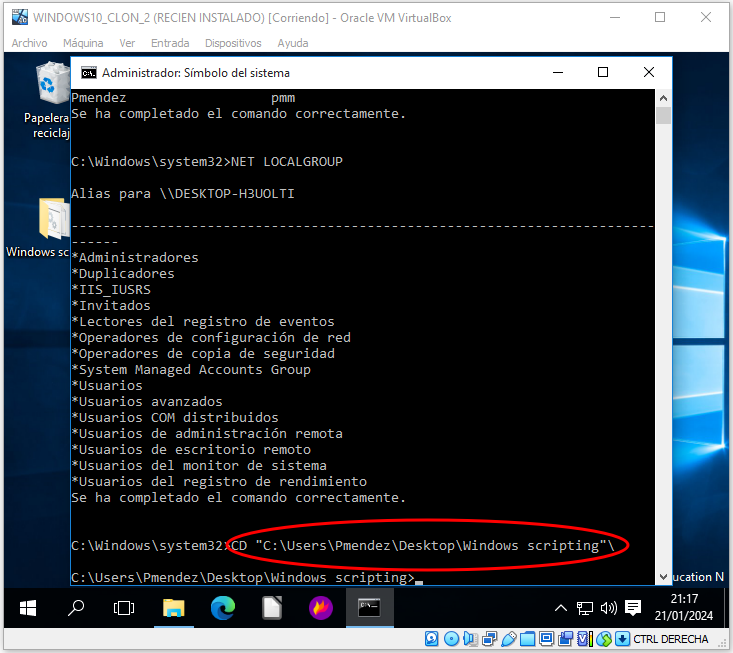 WINDOWS10_CLON_2 (RECIEN INSTALADO) [Corriendo] - Oracle VM VirtualBox
Archivo Máquina Ver Entrada Dispositivos Ayuda
Papelera
reciclaj
Windows sc
Administrador: Símbolo del sistema
Pmendez pmm
Se ha completado el comando correctamente.
C:\Windows\system32>NET LOCALGROUP
Alias para \\DESKTOP-H3UOLTI
-------------------------------------------------------------------------
------
*Administradores
*Duplicadores
*IIS_IUSRS
*Invitados
*Lectores del registro de eventos
*Operadores de configuración de red
*Operadores de copia de seguridad
*System Managed Accounts Group
*Usuarios
*Usuarios avanzados
*Usuarios COM distribuidos
*Usuarios de administración remota
*Usuarios de escritorio remoto
*Usuarios del monitor de sistema
*Usuarios del registro de rendimiento
Se ha completado el comando correctamente.
C:\Windows\system32>CD "C:\Users\Pmendez\Desktop\Windows scripting"\
C:\Users\Pmendez\Desktop\Windows scripting>_
ucation N
21:17
21/01/2024
CTRL DERECHA